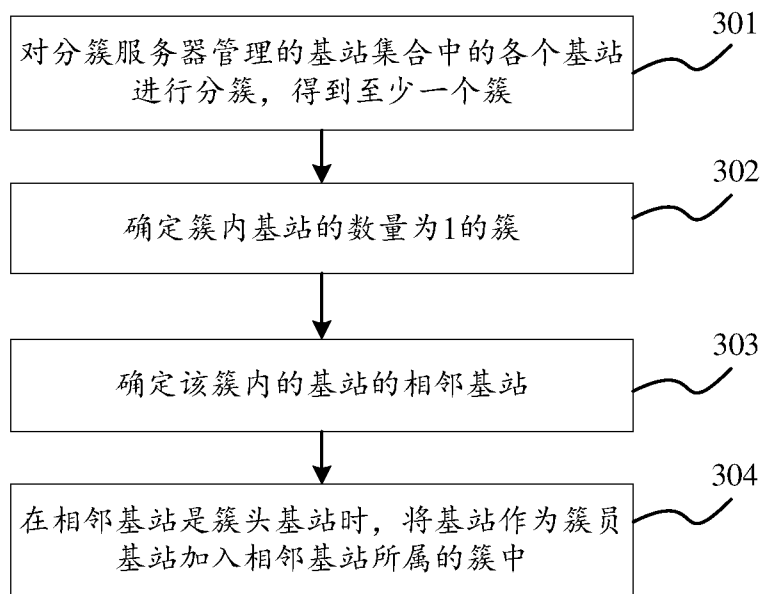 301
对分簇服务器管理的基站集合中的各个基站
进行分簇，得到至少一个簇
302
确定簇内基站的数量为1的簇
303
确定该簇内的基站的相邻基站
304
在相邻基站是簇头基站时，将基站作为簇员
基站加入相邻基站所属的簇中